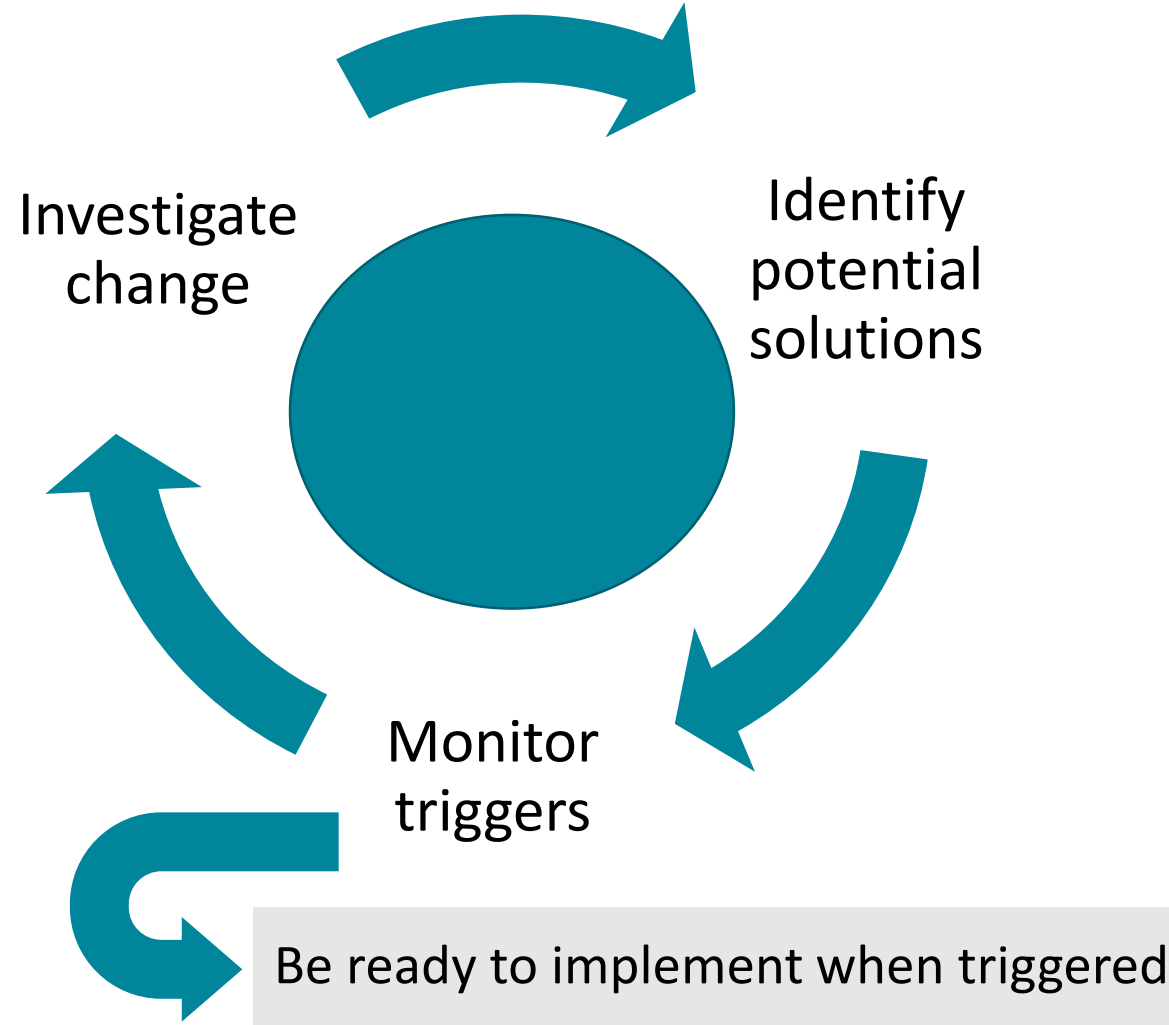 Investigate
change
Identify
potential
solutions
Monitor
triggers
Be ready to implement when triggered